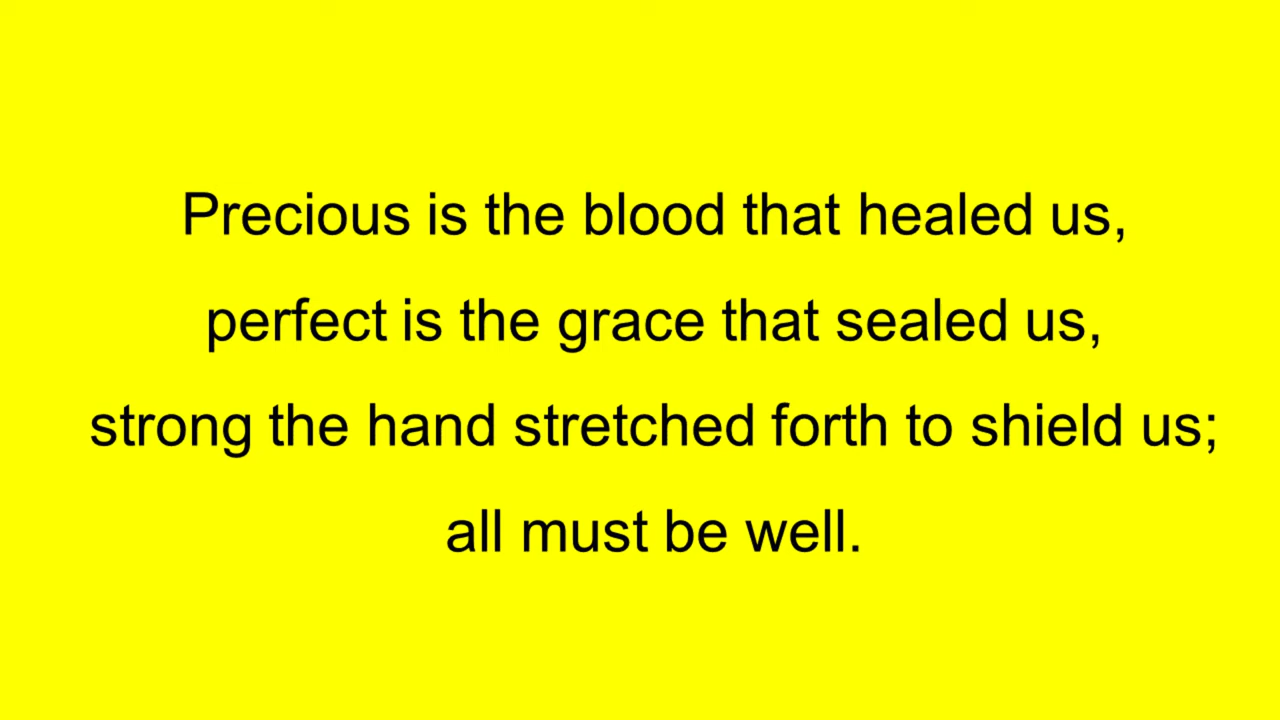 Precious is the blood that healed us,
perfect is the grace that sealed us,
strong the hand stretched forth to shield us;
all must be well.